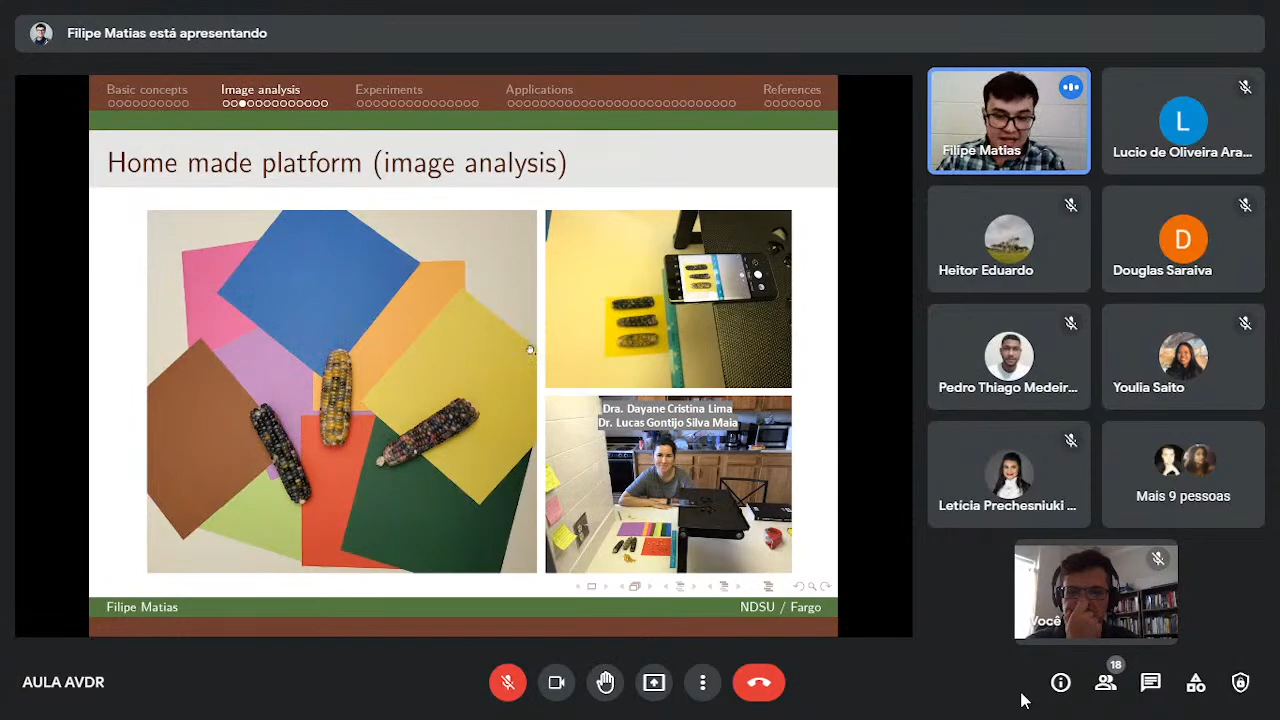 Filipe Matias está apresentando
Basic concepts
Image analysis
Experiments
Applications
References
Home made platform (image analysis)
Dra. Dayane Cristina Lima
Dr. Lucas Gontijo Silva Maia
Filipe Matias
NDSU / Fargo
Filipe Matias
L
Lucio de Oliveira Ara...
Heitor Eduardo
D
Douglas Saraiva
Pedro Thiago Medeir...
Youlia Saito
Letícia Prechesniuki ...
Mais 9 pessoas
Você
AULA AVDR
18